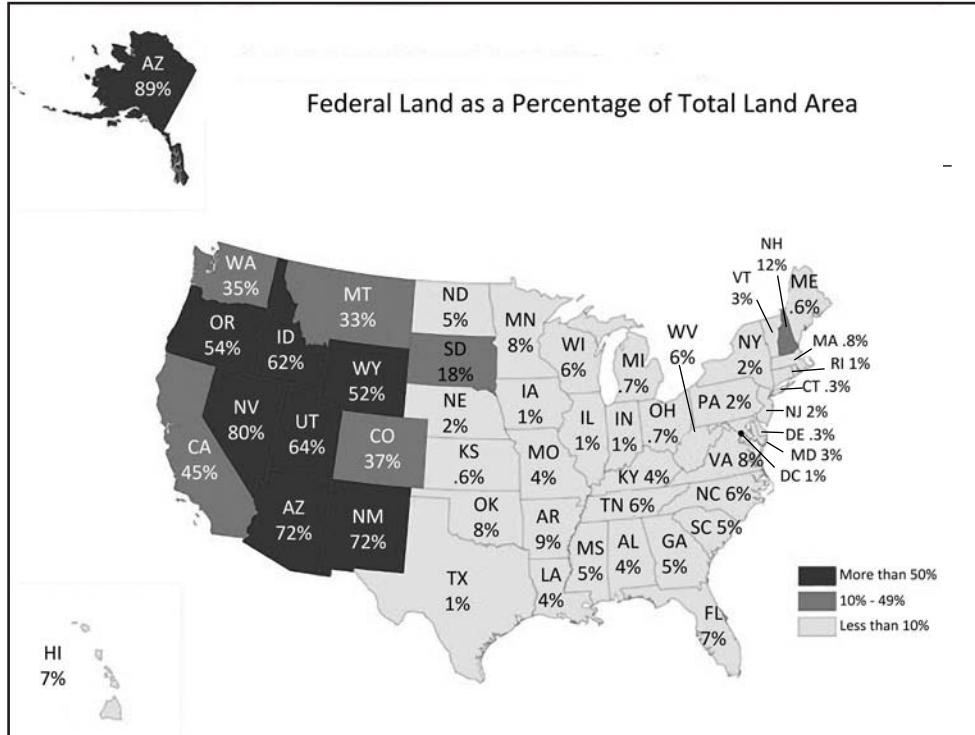 AZ
89%
Federal Land as a Percentage of Total Land Area
WA
35%
MT
33%
ND
5%
MN
8%
OR
54%
ID
62%
WY
52%
SD
18%
WI
6%
MI
.7%
WV
6%
NY
2%
VT
3%
NH
12%
ME
.6%
MA .8%
RI 1%
CT .3%
NJ 2%
DE .3%
MD 3%
DC 1%
NV
80%
UT
64%
CO
37%
CA
45%
NE
2%
IA
1%
IL
1%
IN
1%
OH
.7%
PA 2%
KS
.6%
MO
4%
KY 4%
VA 8%
AZ
72%
NM
72%
OK
8%
AR
9%
TN 6%
NC 6%
SC 5%
TX
1%
LA
4%
MS
5%
AL
4%
GA
5%
FL
7%
HI
7%
More than 50%
10% - 49%
Less than 10%